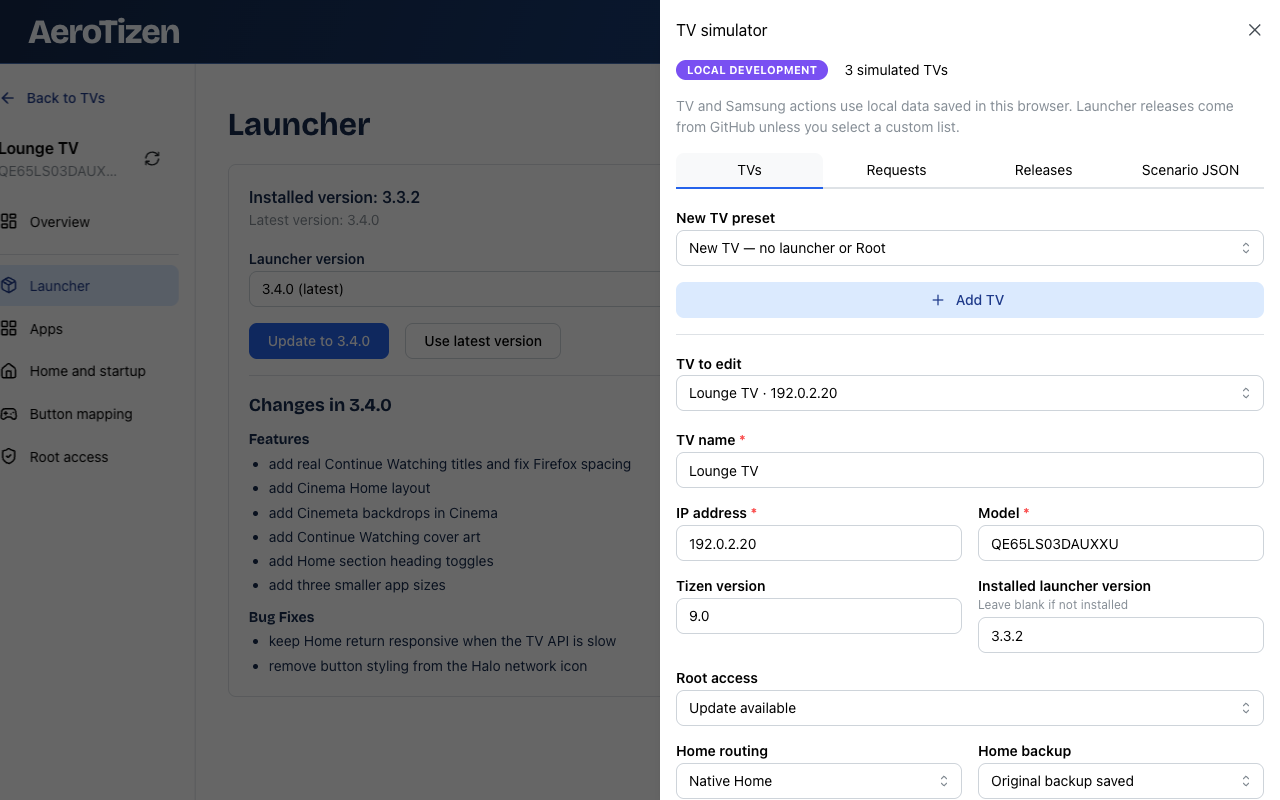 AeroTizen
Back to TVs
Lounge TV
QE65LS03DAUX...
Overview
Launcher
Apps
Home and startup
Button mapping
Root access
Launcher
Installed version: 3.3.2
Latest version: 3.4.0
Launcher version
3.4.0 (latest)
Update to 3.4.0
Use latest version
Changes in 3.4.0
Features
• add real Continue Watching titles and fix Firefox spacing
• add Cinema Home layout
• add Cinemeta backdrops in Cinema
• add Continue Watching cover art
• add Home section heading toggles
• add three smaller app sizes
Bug Fixes
• keep Home return responsive when the TV API is slow
• remove button styling from the Halo network icon
TV simulator
LOCAL DEVELOPMENT
3 simulated TVs
TV and Samsung actions use local data saved in this browser. Launcher releases come
from GitHub unless you select a custom list.
TVs
Requests
Releases
Scenario JSON
New TV preset
New TV — no launcher or Root
Add TV
TV to edit
Lounge TV · 192.0.2.20
TV name *
Lounge TV
IP address *
192.0.2.20
Model *
QE65LS03DAUXXU
Tizen version
9.0
Installed launcher version
Leave blank if not installed
3.3.2
Root access
Update available
Home routing
Native Home
Home backup
Original backup saved